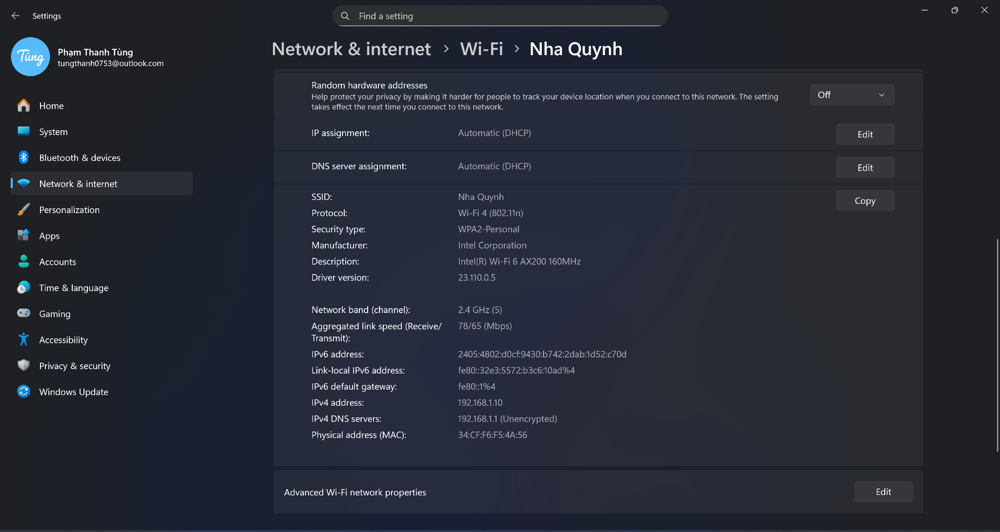 Settings
Find a setting
Tùng
Phạm Thanh Tùng
tungthanh0753@outlook.com
Home
System
Bluetooth & devices
Network & internet
Personalization
Apps
Accounts
Time & language
Gaming
Accessibility
Privacy & security
Windows Update
Network & internet > Wi-Fi > Nha Quynh
Random hardware addresses
Help protect your privacy by making it harder for people to track your device location when you connect to this network. The setting
takes effect the next time you connect to this network.
Off
IP assignment: Automatic (DHCP) Edit
DNS server assignment: Automatic (DHCP) Edit
SSID: Nha Quynh Copy
Protocol: Wi-Fi 4 (802.11n)
Security type: WPA2-Personal
Manufacturer: Intel Corporation
Description: Intel(R) Wi-Fi 6 AX200 160MHz
Driver version: 23.110.0.5
Network band (channel): 2.4 GHz (5)
Aggregated link speed (Receive/ 78/65 (Mbps)
Transmit):
IPv6 address: 2405:4802:d0cf:9430:b742:2dab:1d52:c70d
Link-local IPv6 address: fe80::32e3:5572:b3c6:10ad%4
IPv6 default gateway: fe80::1%4
IPv4 address: 192.168.1.10
IPv4 DNS servers: 192.168.1.1 (Unencrypted)
Physical address (MAC): 34:CF:F6:F5:4A:56
Advanced Wi-Fi network properties Edit